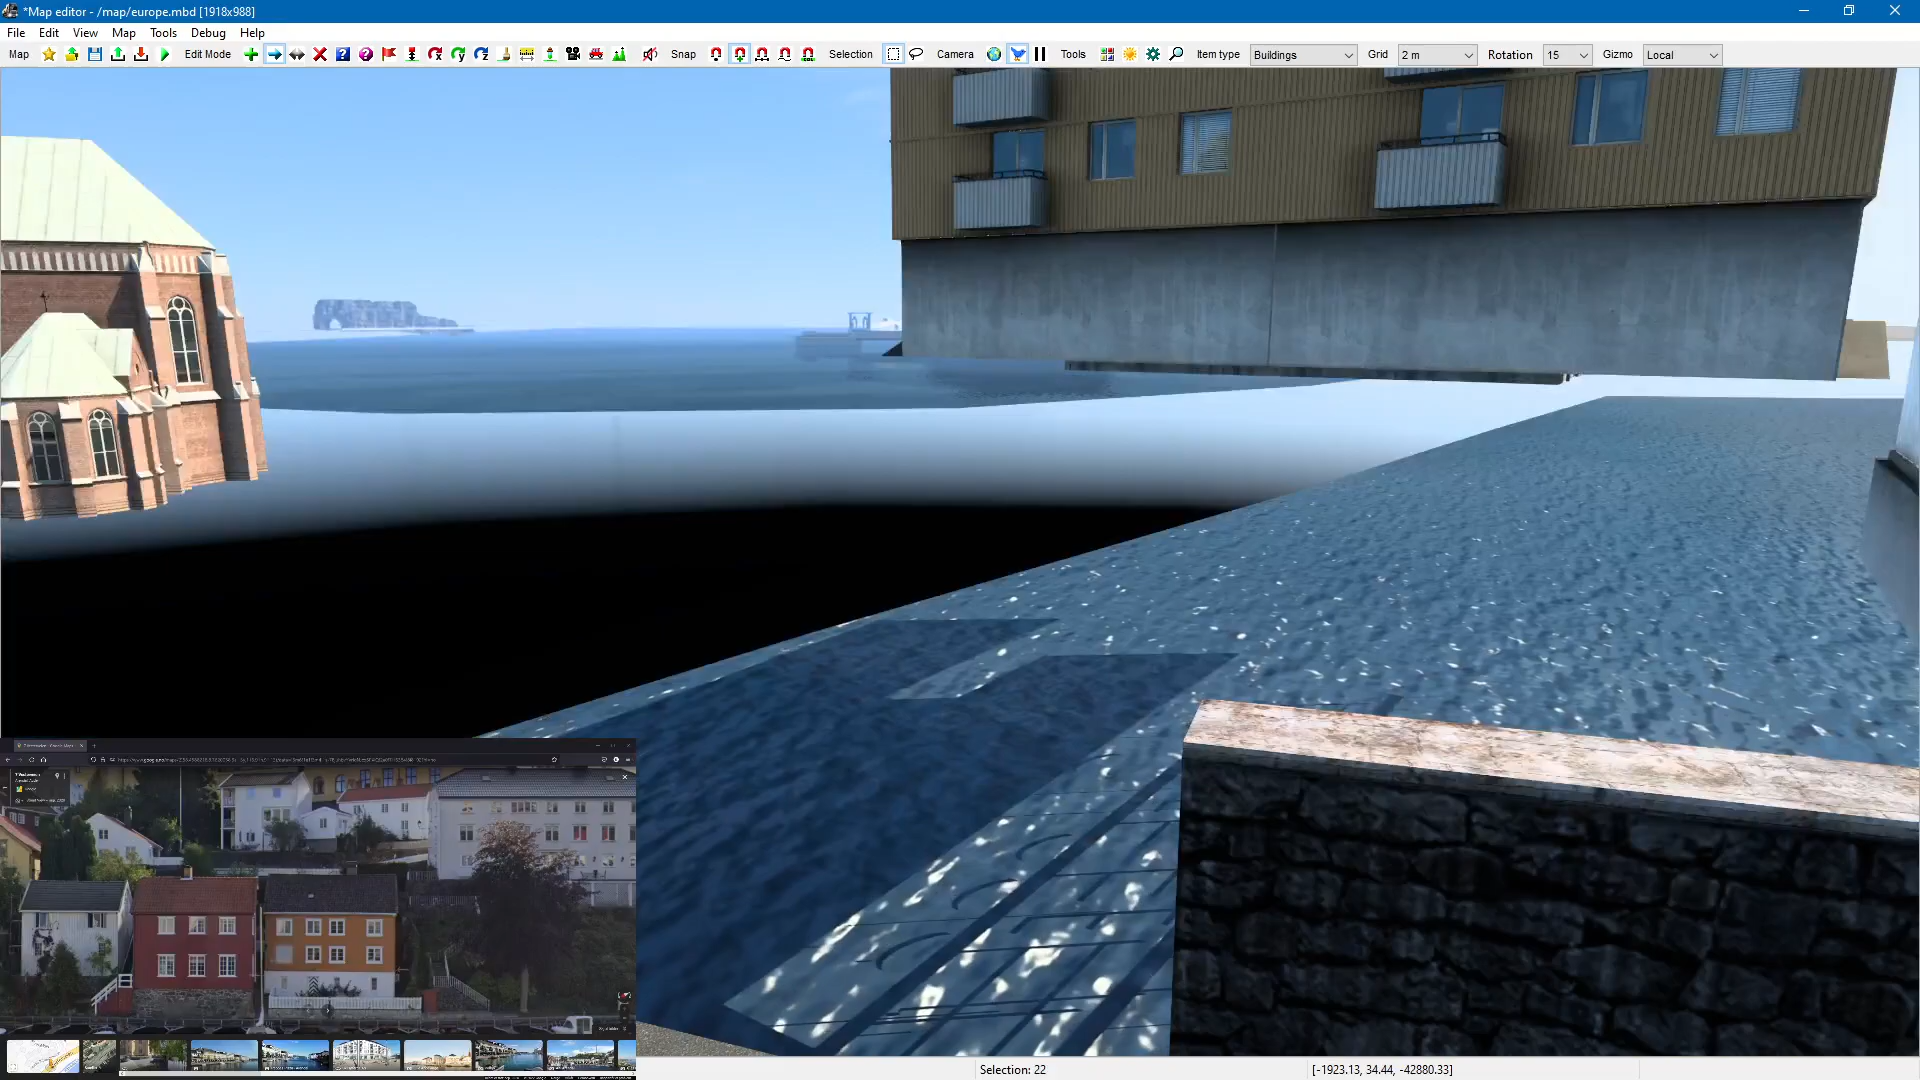 *Map editor - /map/europe.mbd [1918x988]
File Edit View Map Tools Debug Help
Map Edit Mode Snap Selection Camera Tools Item type Buildings Grid 2 m Rotation 15 Gizmo Local
Selection: 22 [-1923.13, 34.44, -42880.33]